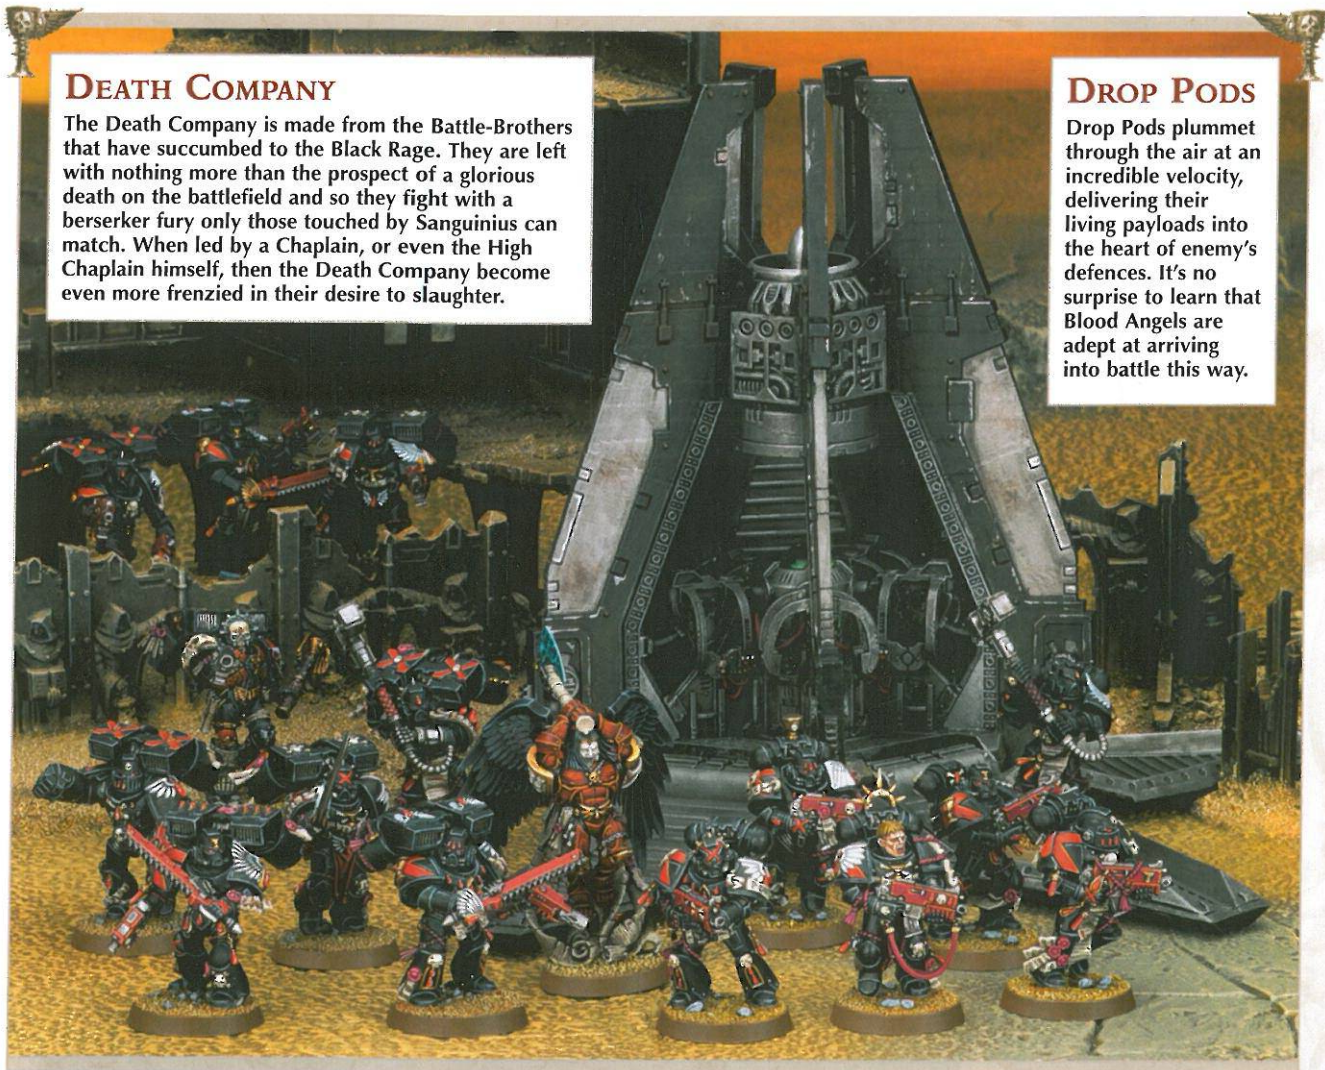 DEATH COMPANY
The Death Company is made from the Battle-Brothers
that have succumbed to the Black Rage. They are left
with nothing more than the prospect of a glorious
death on the battlefield and so they fight with a
berserker fury only those touched by Sanguinius can
match. When led by a Chaplain, or even the High
Chaplain himself, then the Death Company become
even more frenzied in their desire to slaughter.
DROP PODS
Drop Pods plummet
through the air at an
incredible velocity,
delivering their
living payloads into
the heart of enemy's
defences. It's no
surprise to learn that
Blood Angels are
adept at arriving
into battle this way.